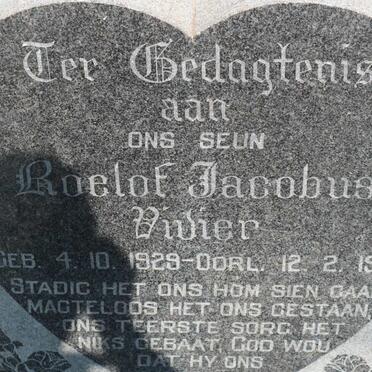 Ter Gedagtenis
aan
ONS SEUN
Roelof Jacobus
Vivier
GEB. 4. 10. 1929-OORL. 12. 2. 19
STADIG HET ONS HOM SIEN GAA
MAGTELOOS HET ONS GESTAAN,
ONS TEERSTE SORG HET
NIKS GEBAAT, GOD WOU
DAT HY ONS